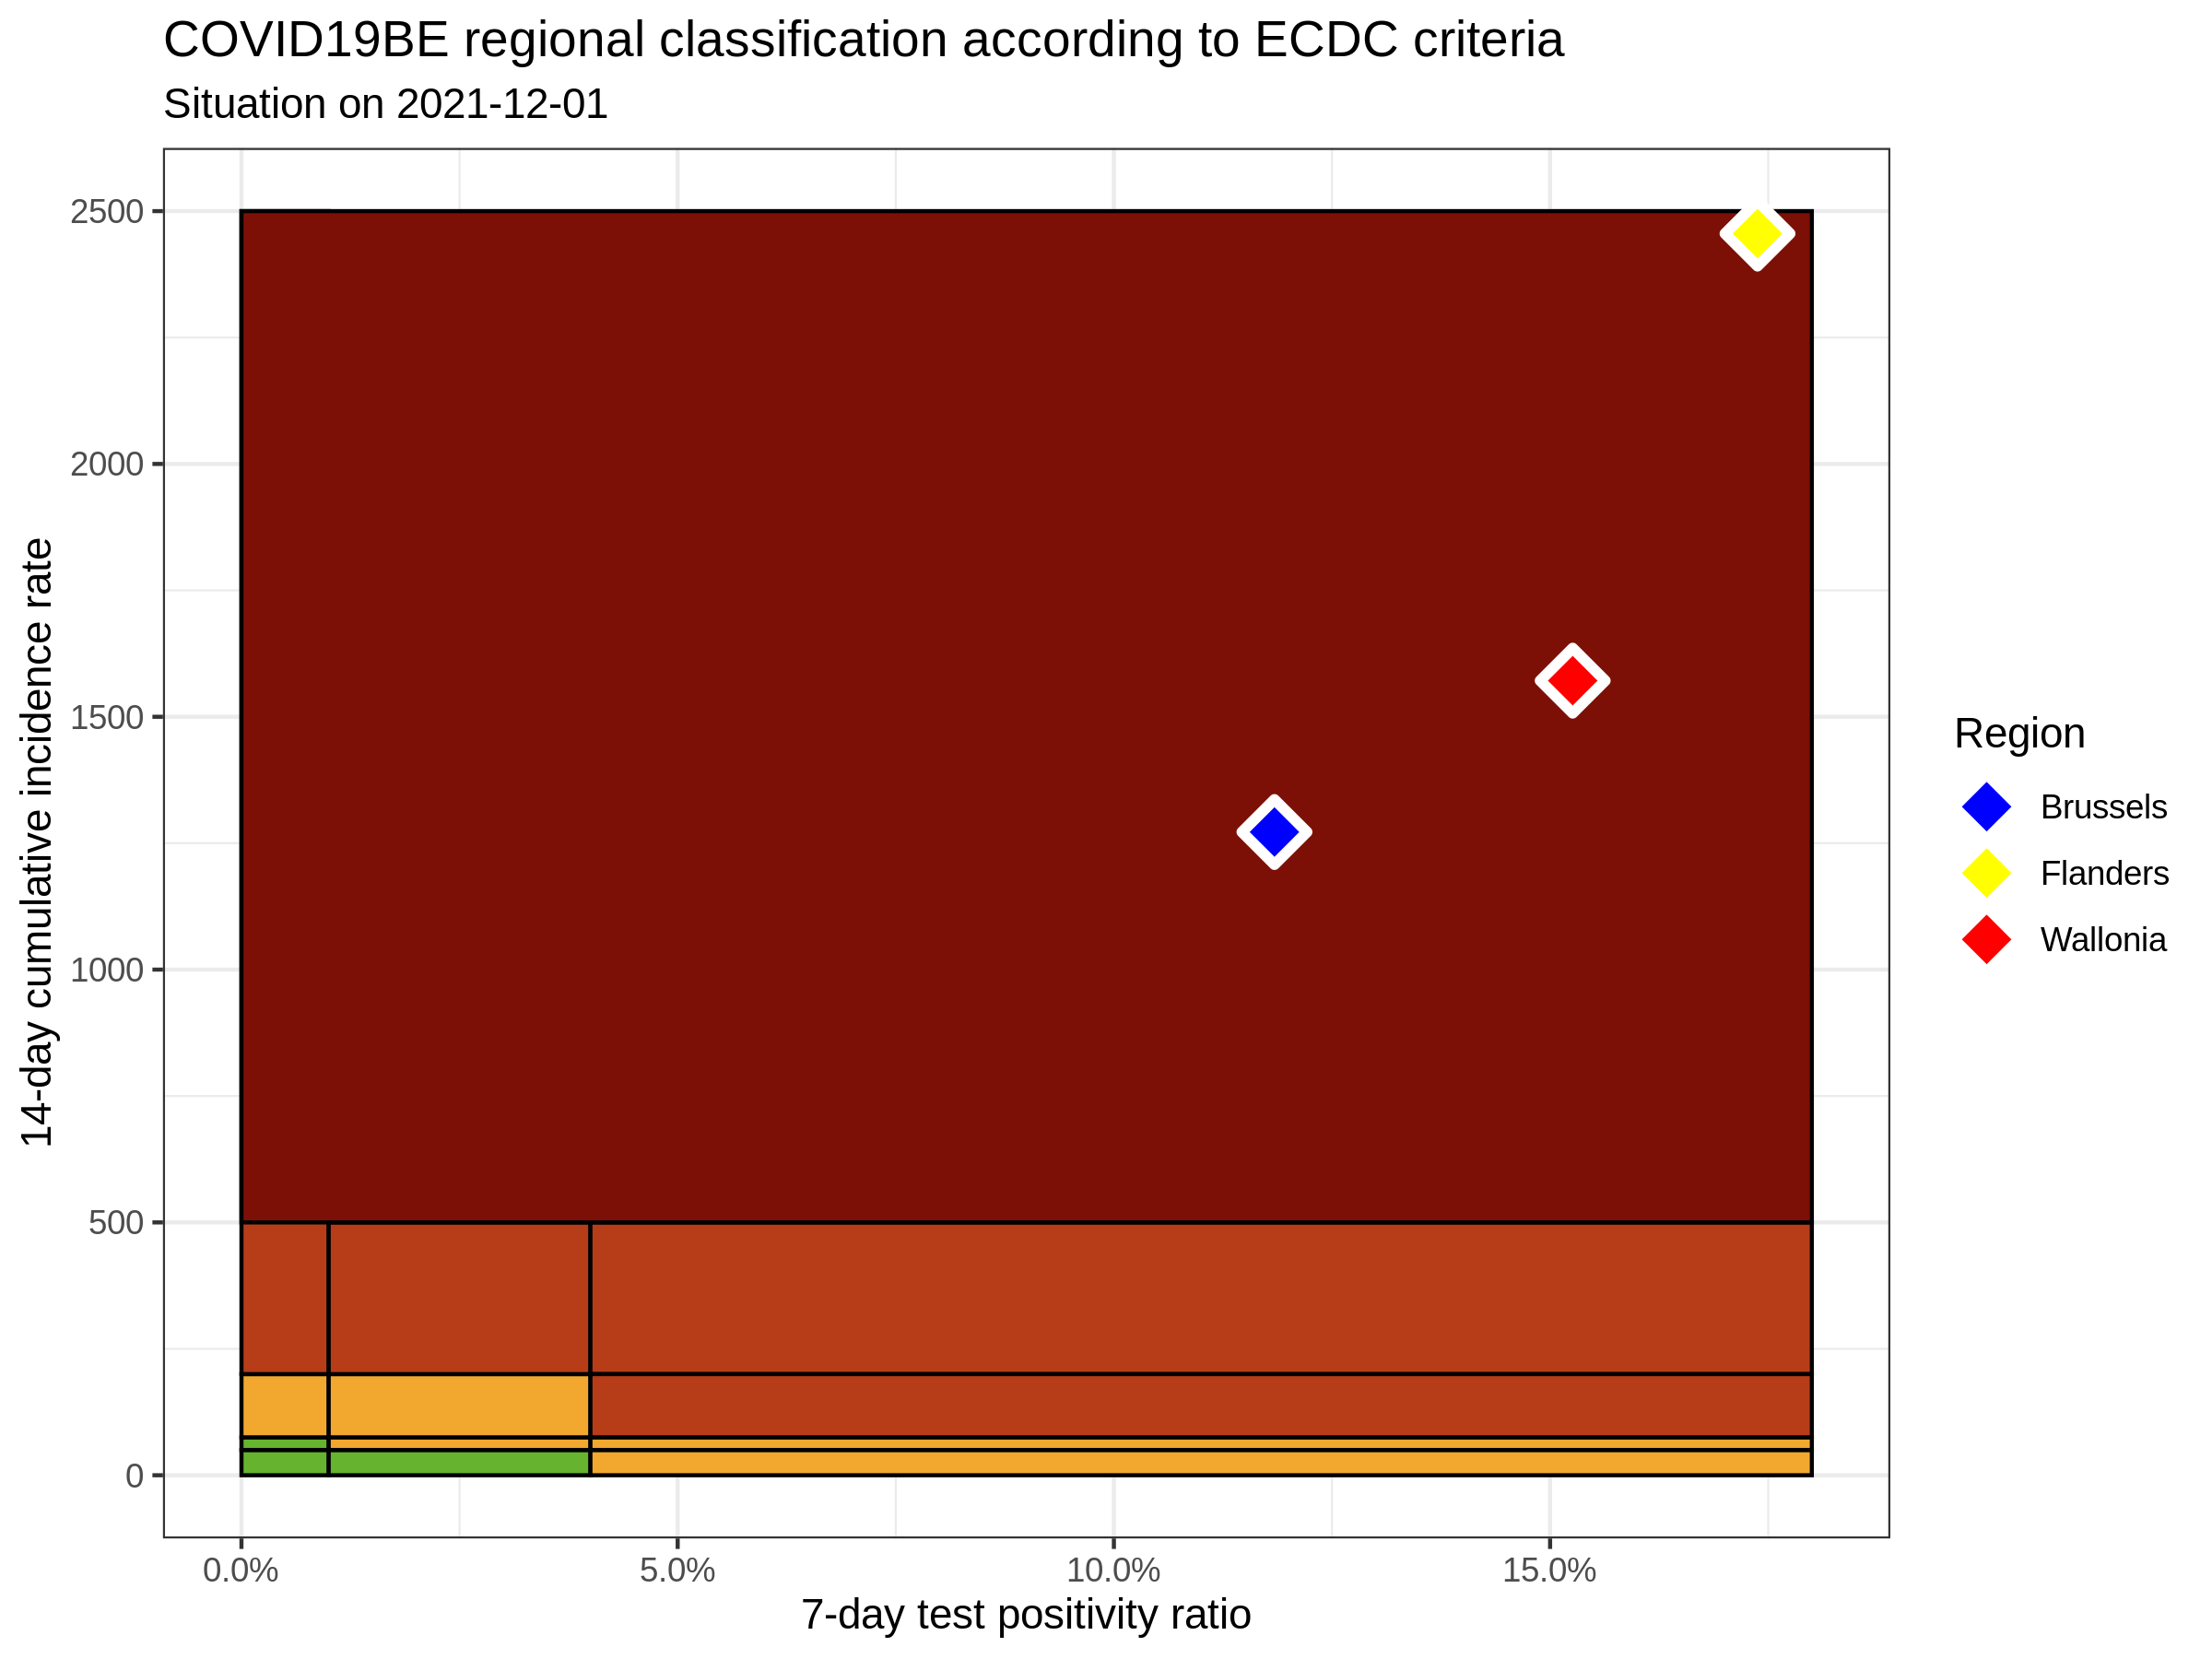 COVID19BE regional classification according to ECDC criteria
Situation on 2021-12-01
14-day cumulative incidence rate
2500
2000
1500
1000
500
0
0.0%
5.0%
10.0%
15.0%
7-day test positivity ratio
Region
Brussels
Flanders
Wallonia